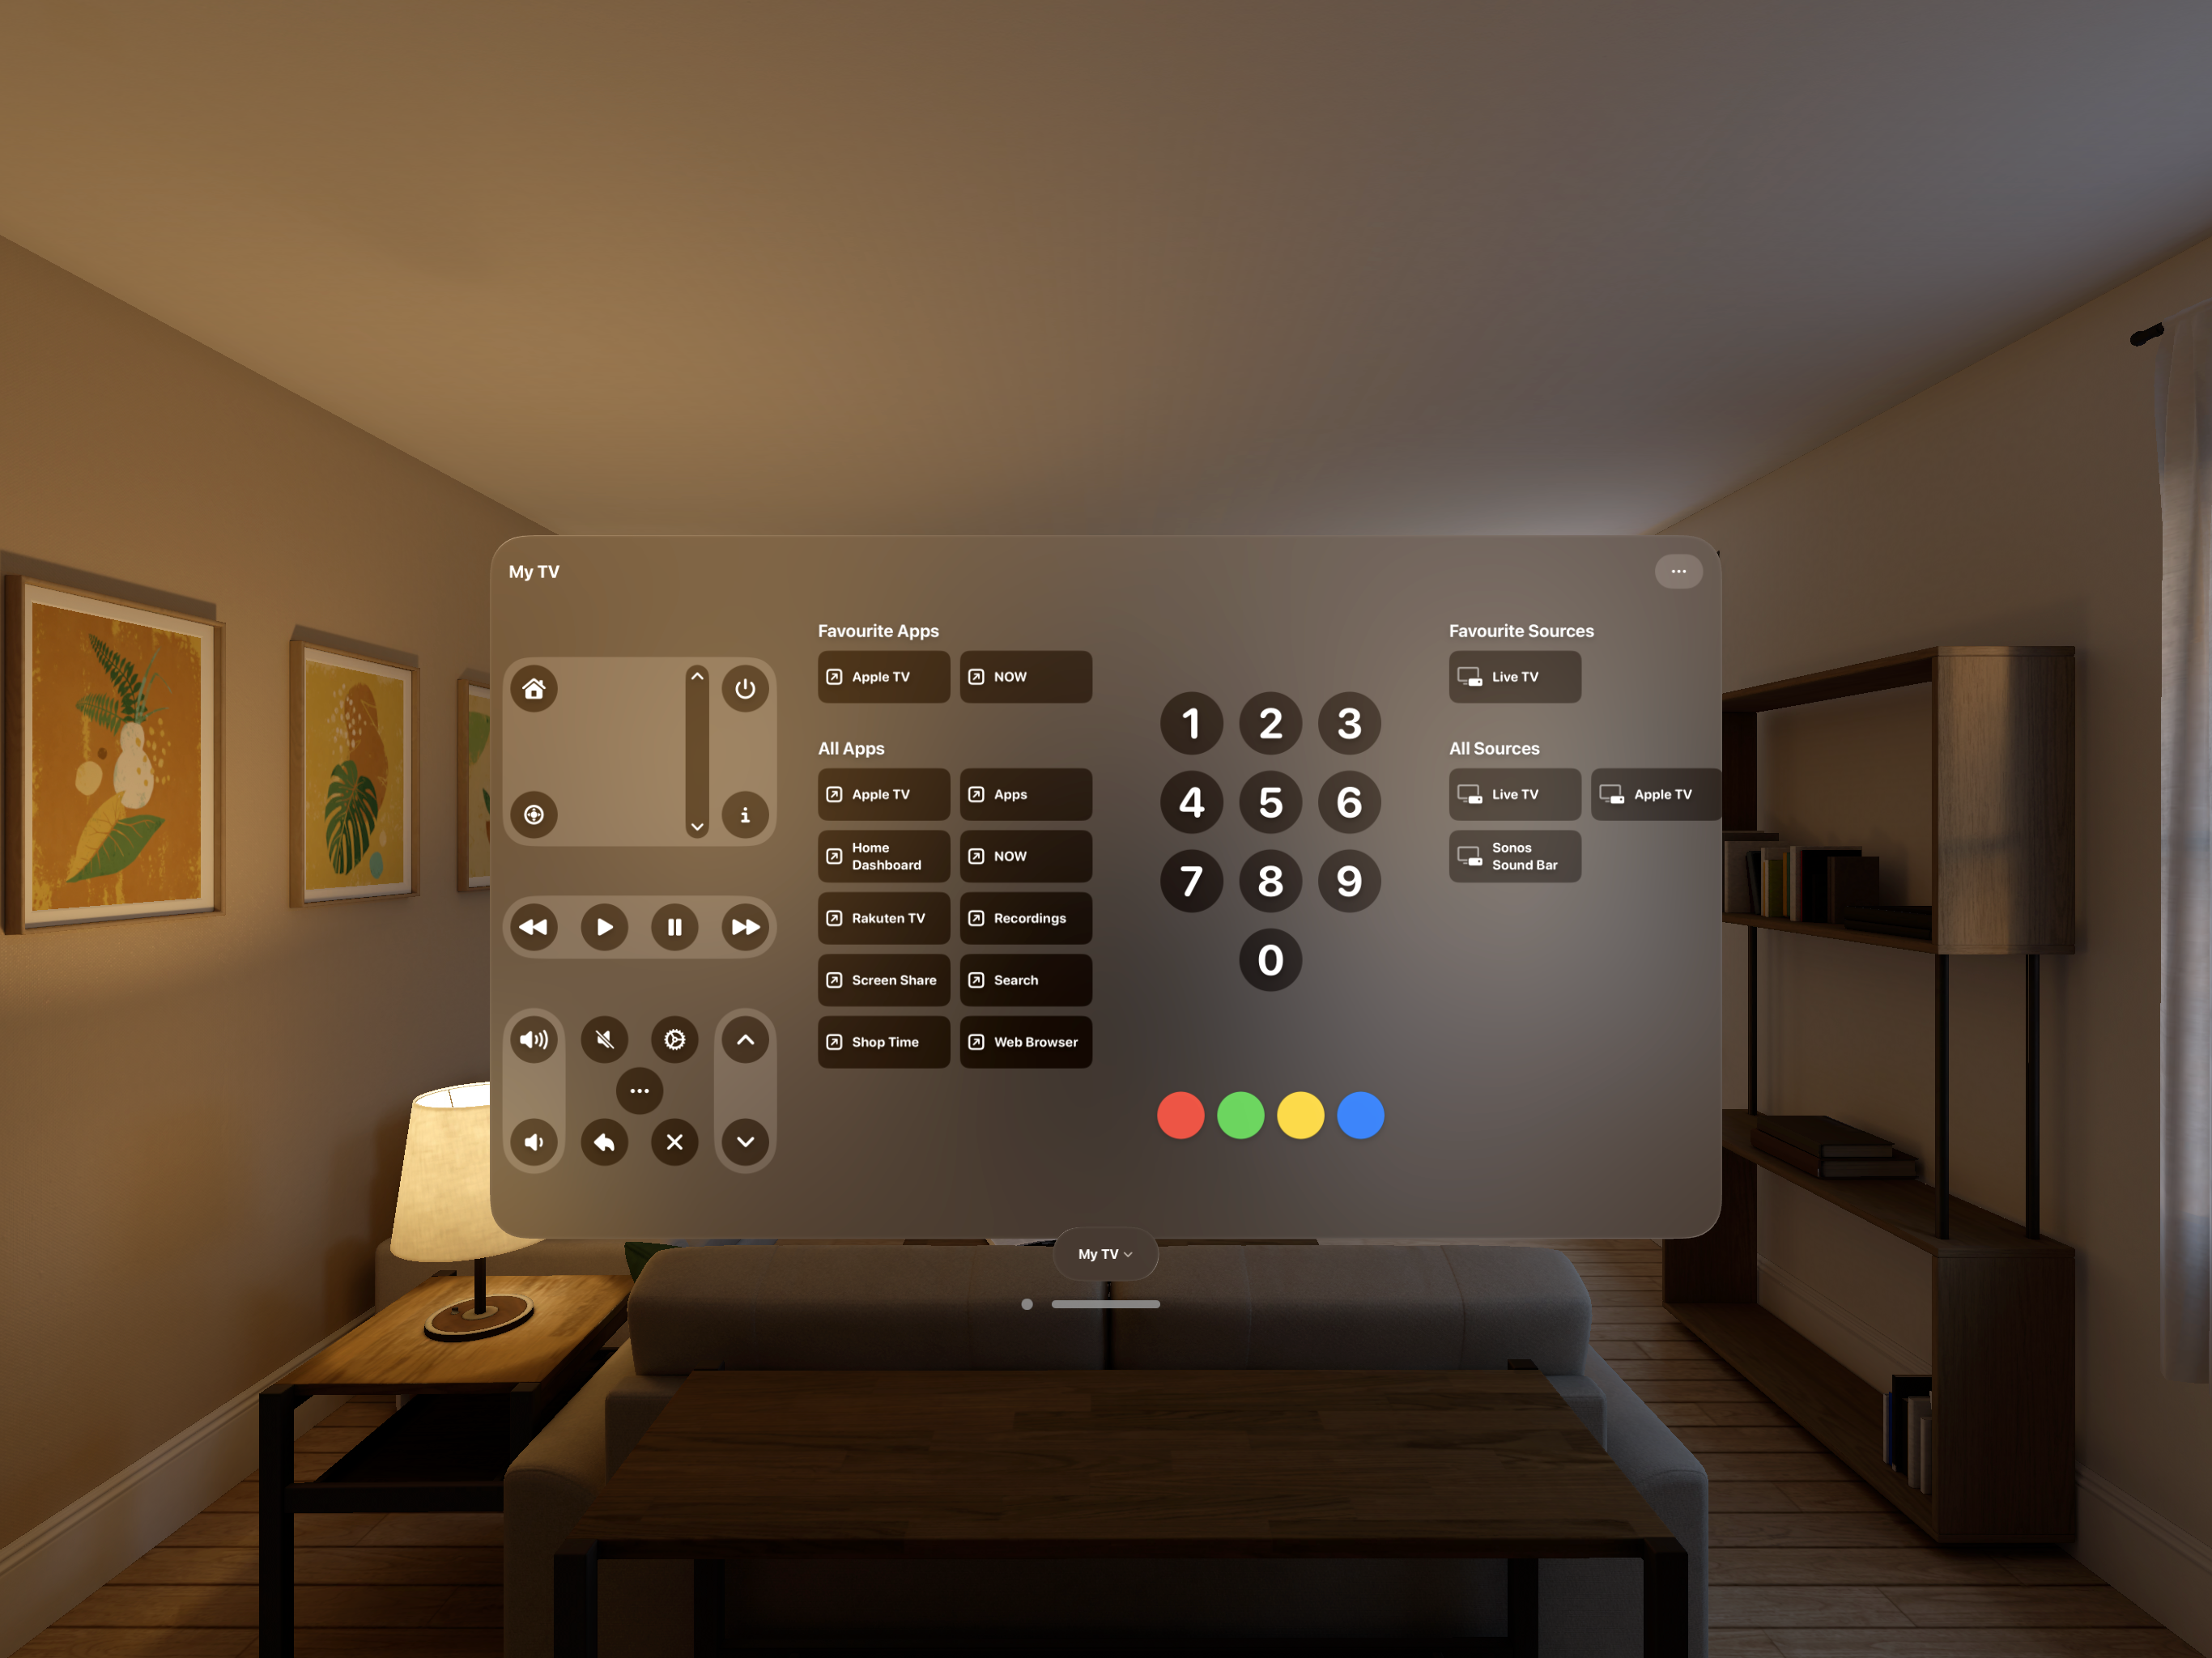 My TV
Favourite Apps
Apple TV
NOW
All Apps
Apple TV
Apps
Home
Dashboard
NOW
Rakuten TV
Recordings
Screen Share
Search
Shop Time
Web Browser
1 2 3
4 5 6
7 8 9
0
Favourite Sources
Live TV
All Sources
Live TV
Apple TV
Sonos
Sound Bar
My TV